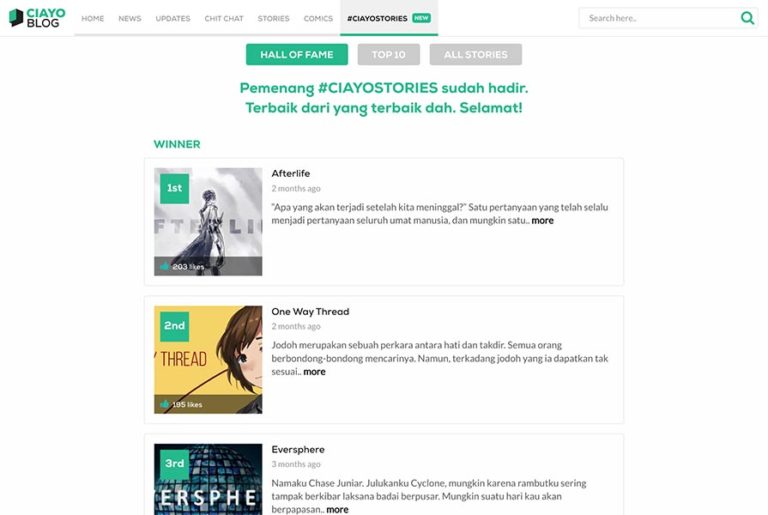 CIAYO
BLOG
HOME NEWS UPDATES CHIT CHAT STORIES COMICS #CIAYOSTORIES NEW
Search here..
HALL OF FAME TOP 10 ALL STORIES
Pemenang #CIAYOSTORIES sudah hadir.
Terbaik dari yang terbaik dah. Selamat!
WINNER
1st
FTERLI
203 likes
Afterlife
2 months ago
"Apa yang akan terjadi setelah kita meninggal?" Satu pertanyaan yang telah selalu
menjadi pertanyaan seluruh umat manusia, dan mungkin satu.. more
2nd
Y THREAD
195 likes
One Way Thread
2 months ago
Jodoh merupakan sebuah perkara antara hati dan takdir. Semua orang
berbondong-bondong mencarinya. Namun, terkadang jodoh yang ia dapatkan tak
sesuai.. more
3rd
ERSPHE
Eversphere
3 months ago
Namaku Chase Juniar. Julukanku Cyclone, mungkin karena rambutku sering
tampak berkibar laksana badai berpusar. Mungkin suatu hari kau akan
berpapasan.. more